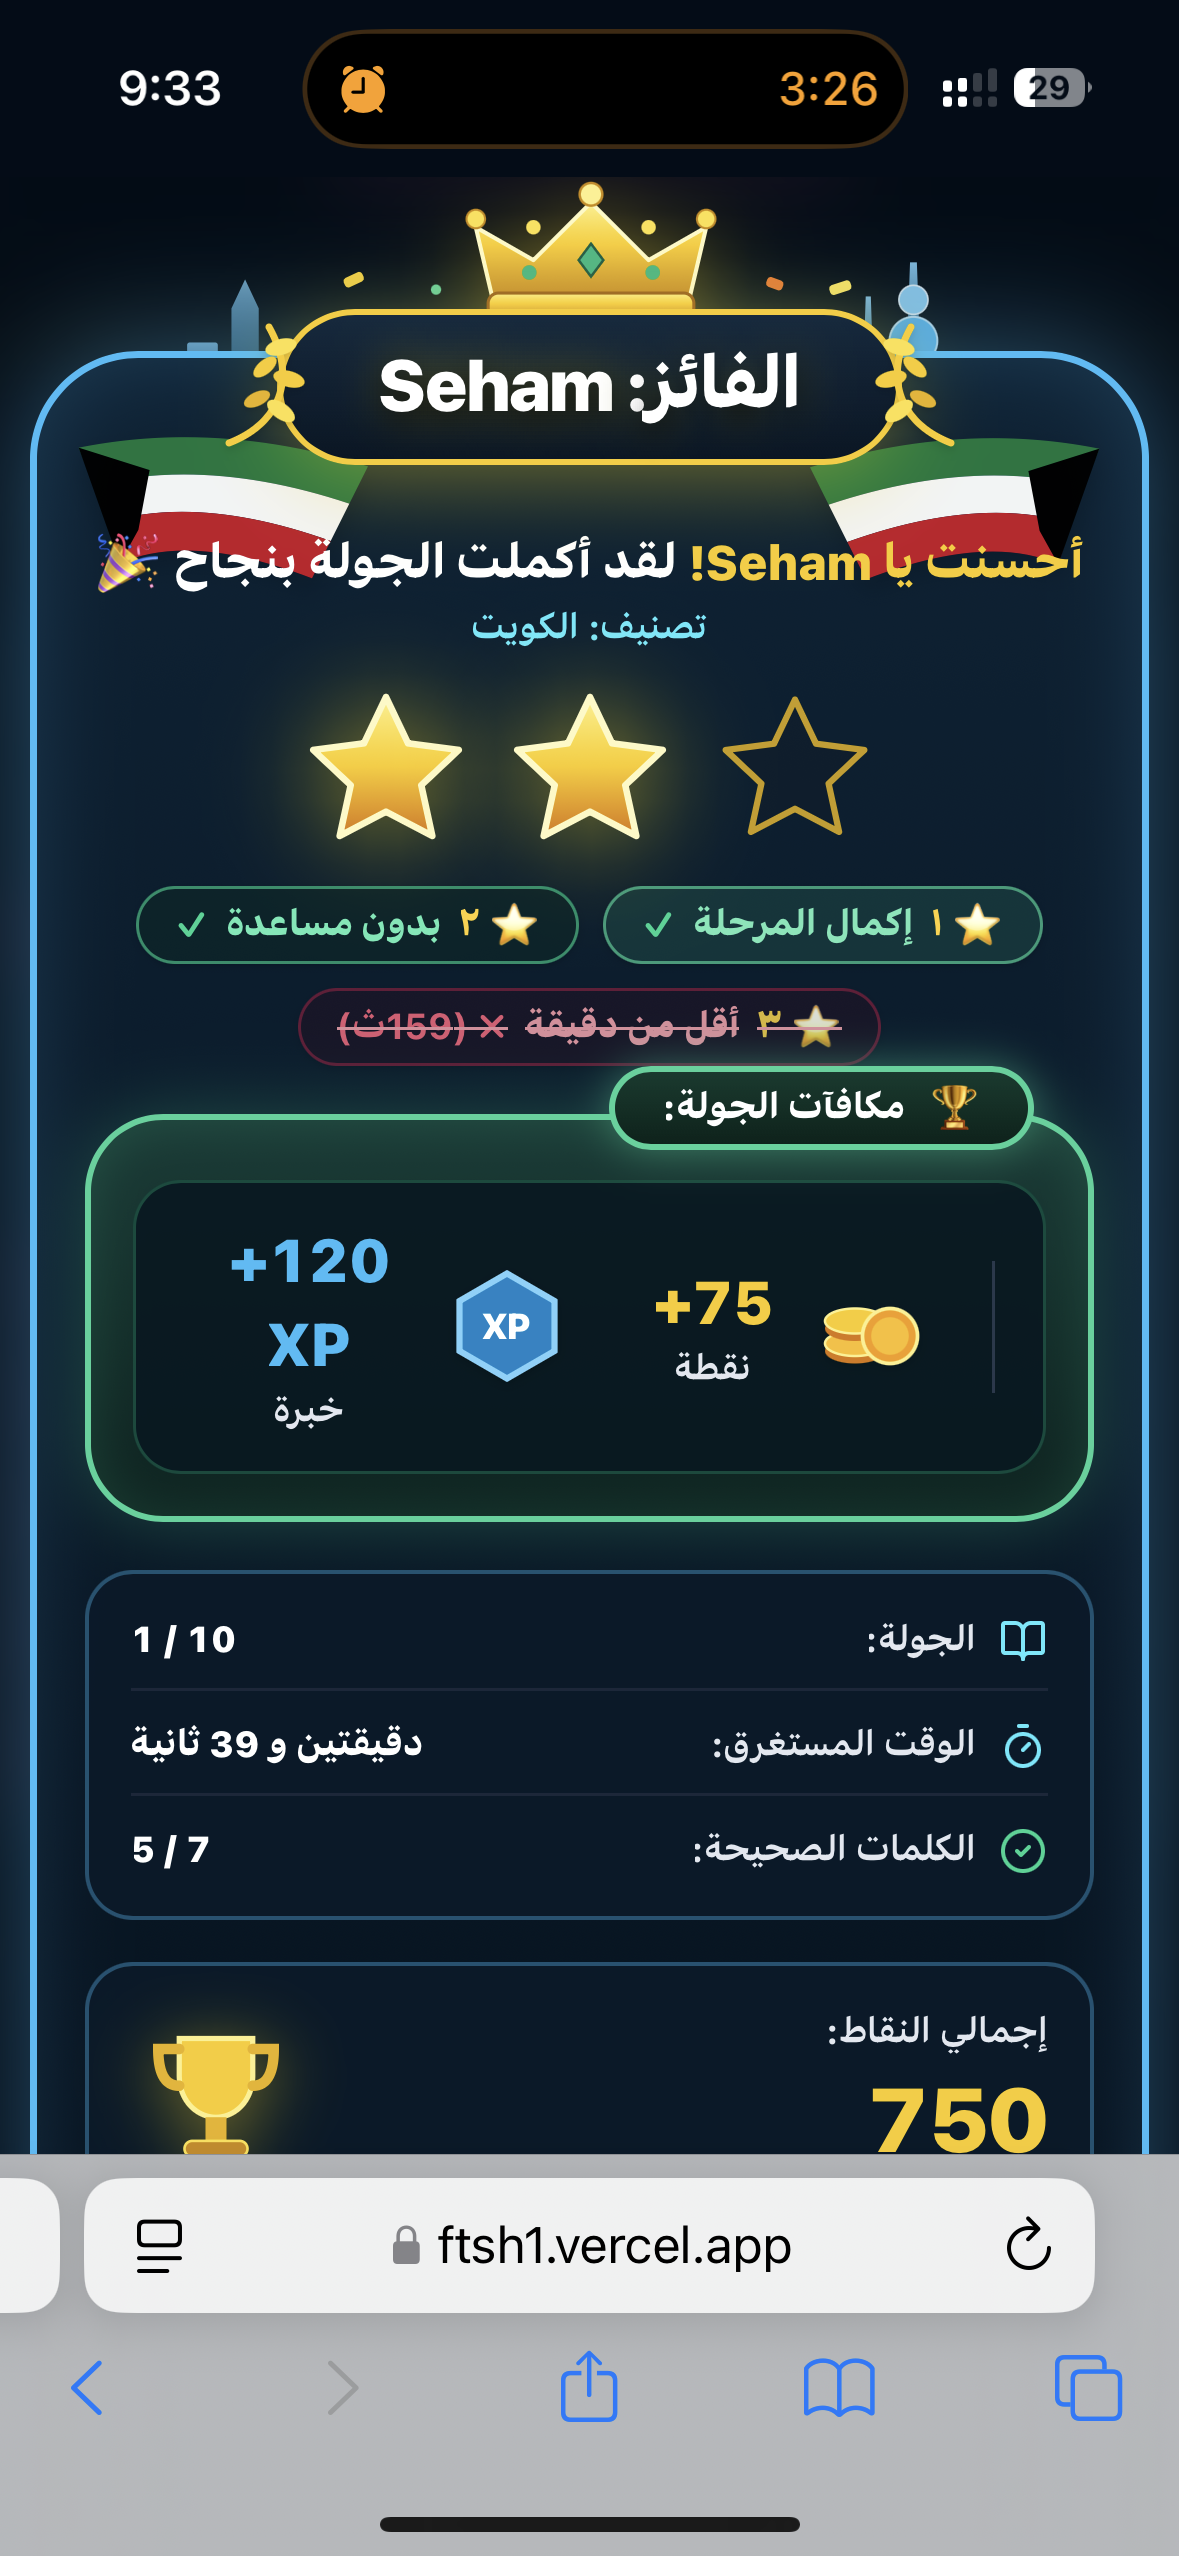 9:33
3:26
29
الفائز: Seham
أحسنت يا Seham! لقد أكملت الجولة بنجاح 🎉
تصنيف: الكويت
⭐ ١ إكمال المرحلة ✓
⭐ ٢ بدون مساعدة ✓
⭐ ٣ أقل من دقيقة ✕ (159ث)
🏆 مكافآت الجولة:
+75
نقطة
XP
+120
XP
خبرة
الجولة:
1 / 10
الوقت المستغرق:
دقيقتين و 39 ثانية
الكلمات الصحيحة:
5 / 7
إجمالي النقاط:
750
ftsh1.vercel.app